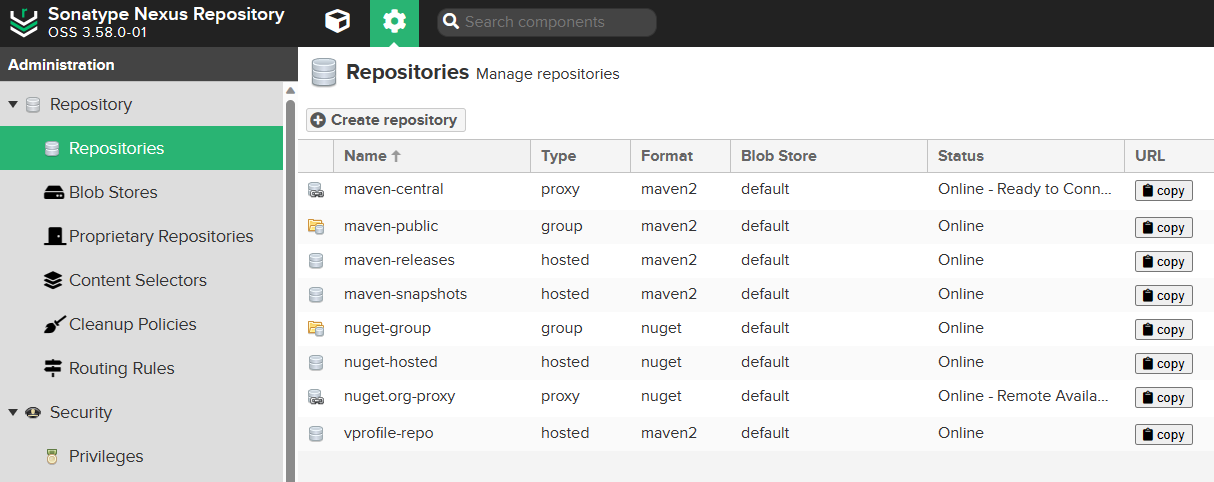 Sonatype Nexus Repository
OSS 3.58.0-01
Search components
Administration
Repository
Repositories
Blob Stores
Proprietary Repositories
Content Selectors
Cleanup Policies
Routing Rules
Security
Privileges
Repositories Manage repositories
Create repository
Name Type Format Blob Store Status URL
maven-central proxy maven2 default Online - Ready to Conn... copy
maven-public group maven2 default Online copy
maven-releases hosted maven2 default Online copy
maven-snapshots hosted maven2 default Online copy
nuget-group group nuget default Online copy
nuget-hosted hosted nuget default Online copy
nuget.org-proxy proxy nuget default Online - Remote Availa... copy
vprofile-repo hosted maven2 default Online copy